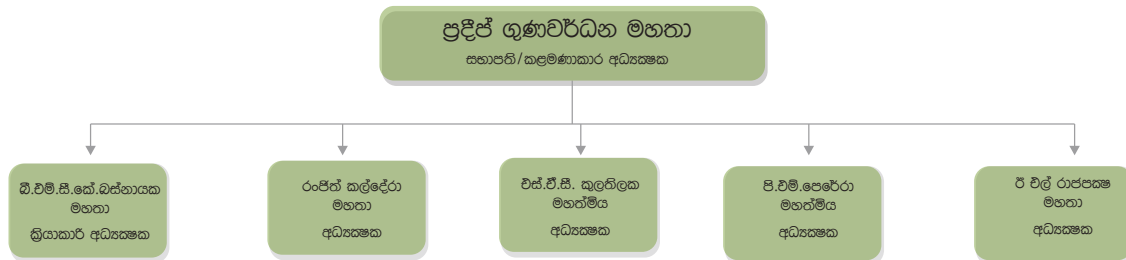 ප්‍රදීප් ගුණවර්ධන මහතා
සභාපති/කළමණාකාර අධ්‍යක්ෂක
බී.එම්.සී.කේ.බස්නායක
මහතා
ක්‍රියාකාරී අධ්‍යක්ෂක
රංජිත් කල්දේරා
මහතා
අධ්‍යක්ෂක
එස්.ඒ.සී. කුලතිලක
මහත්මිය
අධ්‍යක්ෂක
පි.එම්.පෙරේරා
මහත්මිය
අධ්‍යක්ෂක
ඊ එල් රාජපක්ෂ
මහතා
අධ්‍යක්ෂක